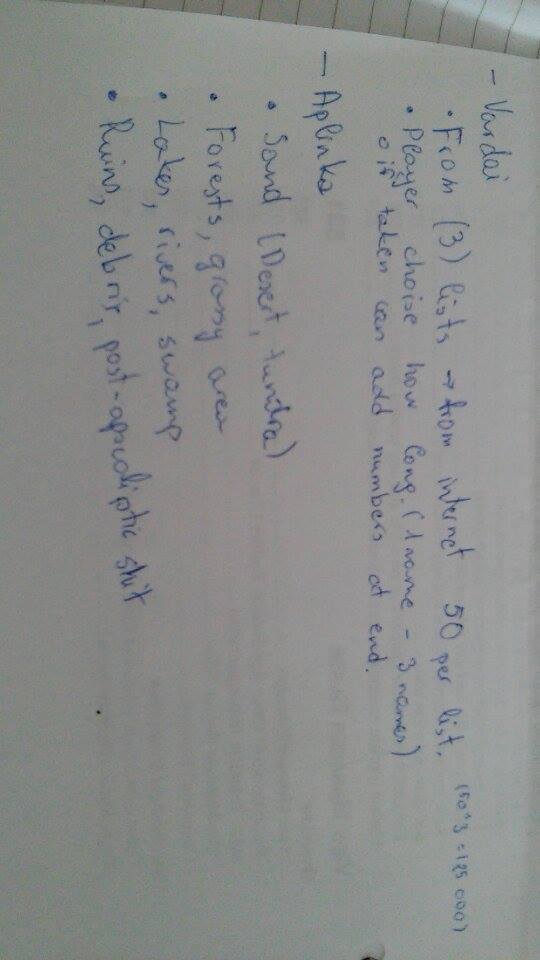 - Vardai
• From (3) lists → from internet 50 per list. (50^3 = 125 000)
• Player choise how long. (1 name - 3 names)
o if taken can add numbers at end.
- Aplinka
• Sand (Desert, tundra)
• Forests, grassy area
• Lakes, rivers, swamp
• Ruins, debris, post-apocaliptic shit